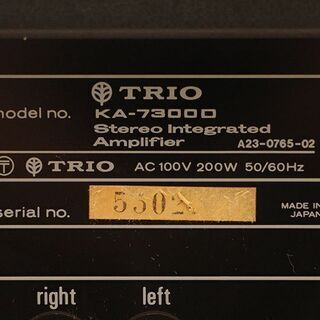 TRIO
model no. KA-7300D
Stereo Integrated
Amplifier A23-0765-02
T TRIO AC 100V 200W 50/60Hz
serial no.
MADE IN
JAPAN
right left